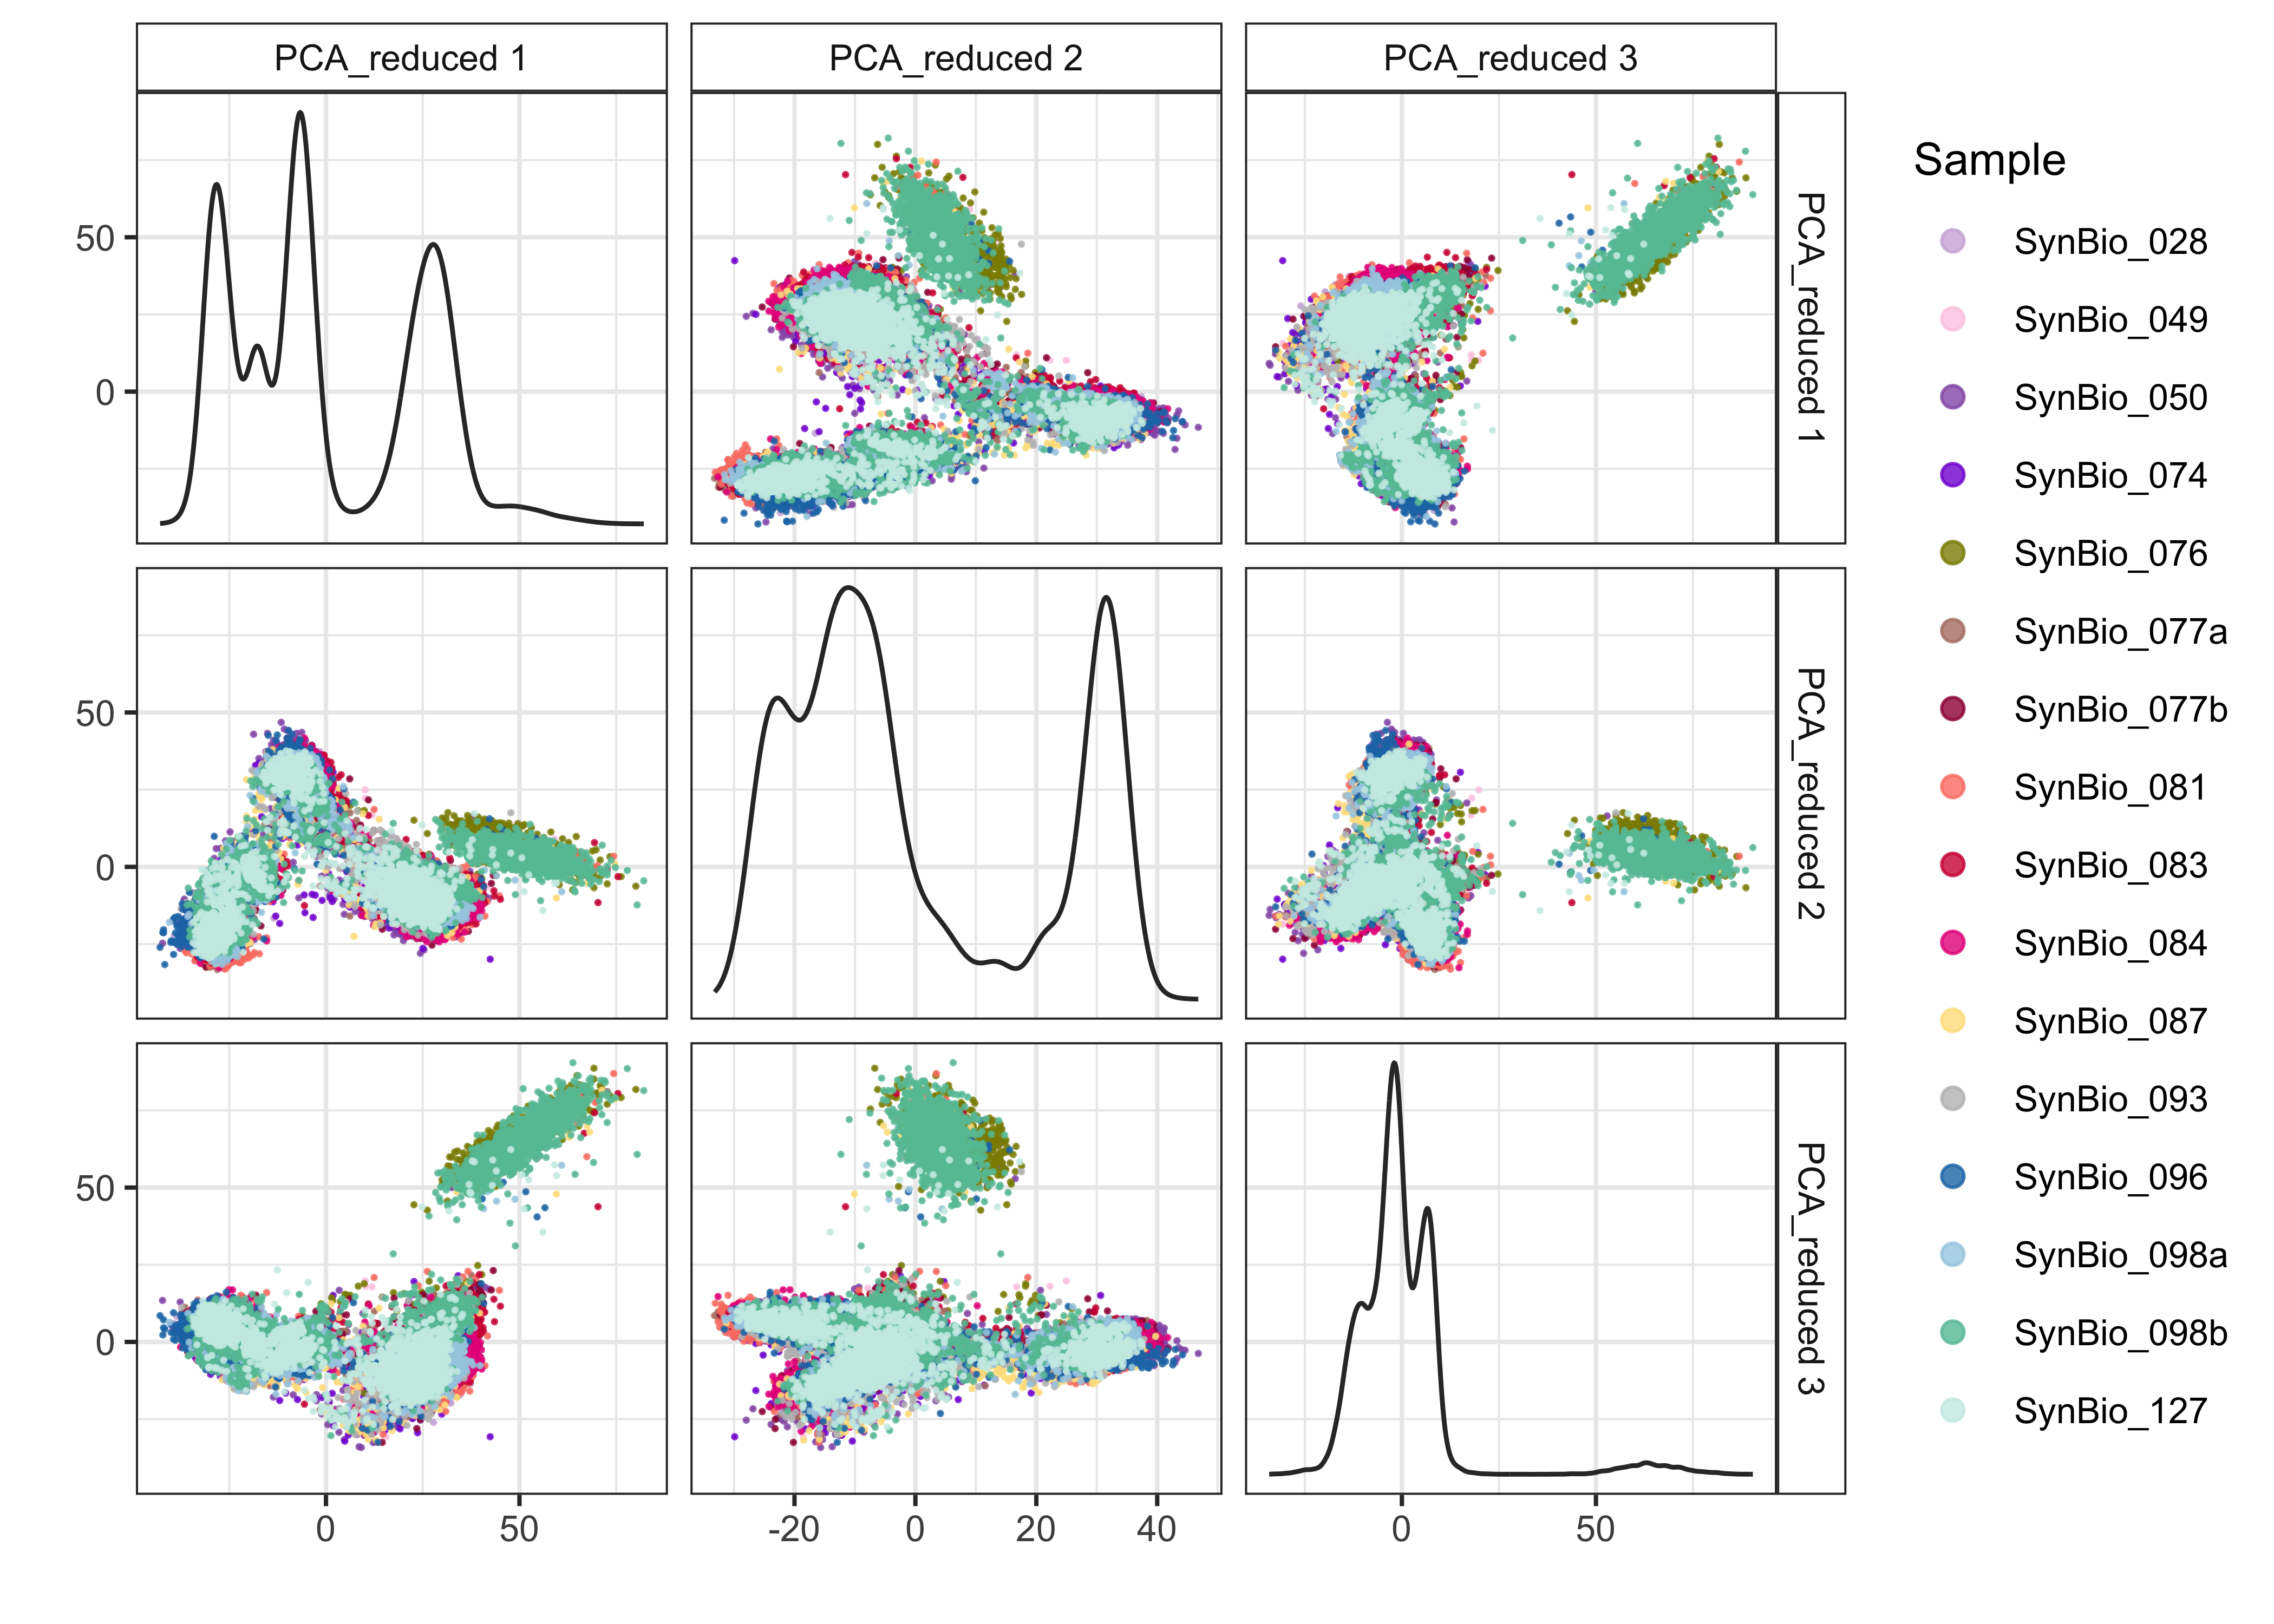 PCA_reduced 1
PCA_reduced 2
PCA_reduced 3
50
0
PCA_reduced 1
50
0
PCA_reduced 2
50
0
PCA_reduced 3
0
50
-20
0
20
40
0
50
Sample
SynBio_028
SynBio_049
SynBio_050
SynBio_074
SynBio_076
SynBio_077a
SynBio_077b
SynBio_081
SynBio_083
SynBio_084
SynBio_087
SynBio_093
SynBio_096
SynBio_098a
SynBio_098b
SynBio_127